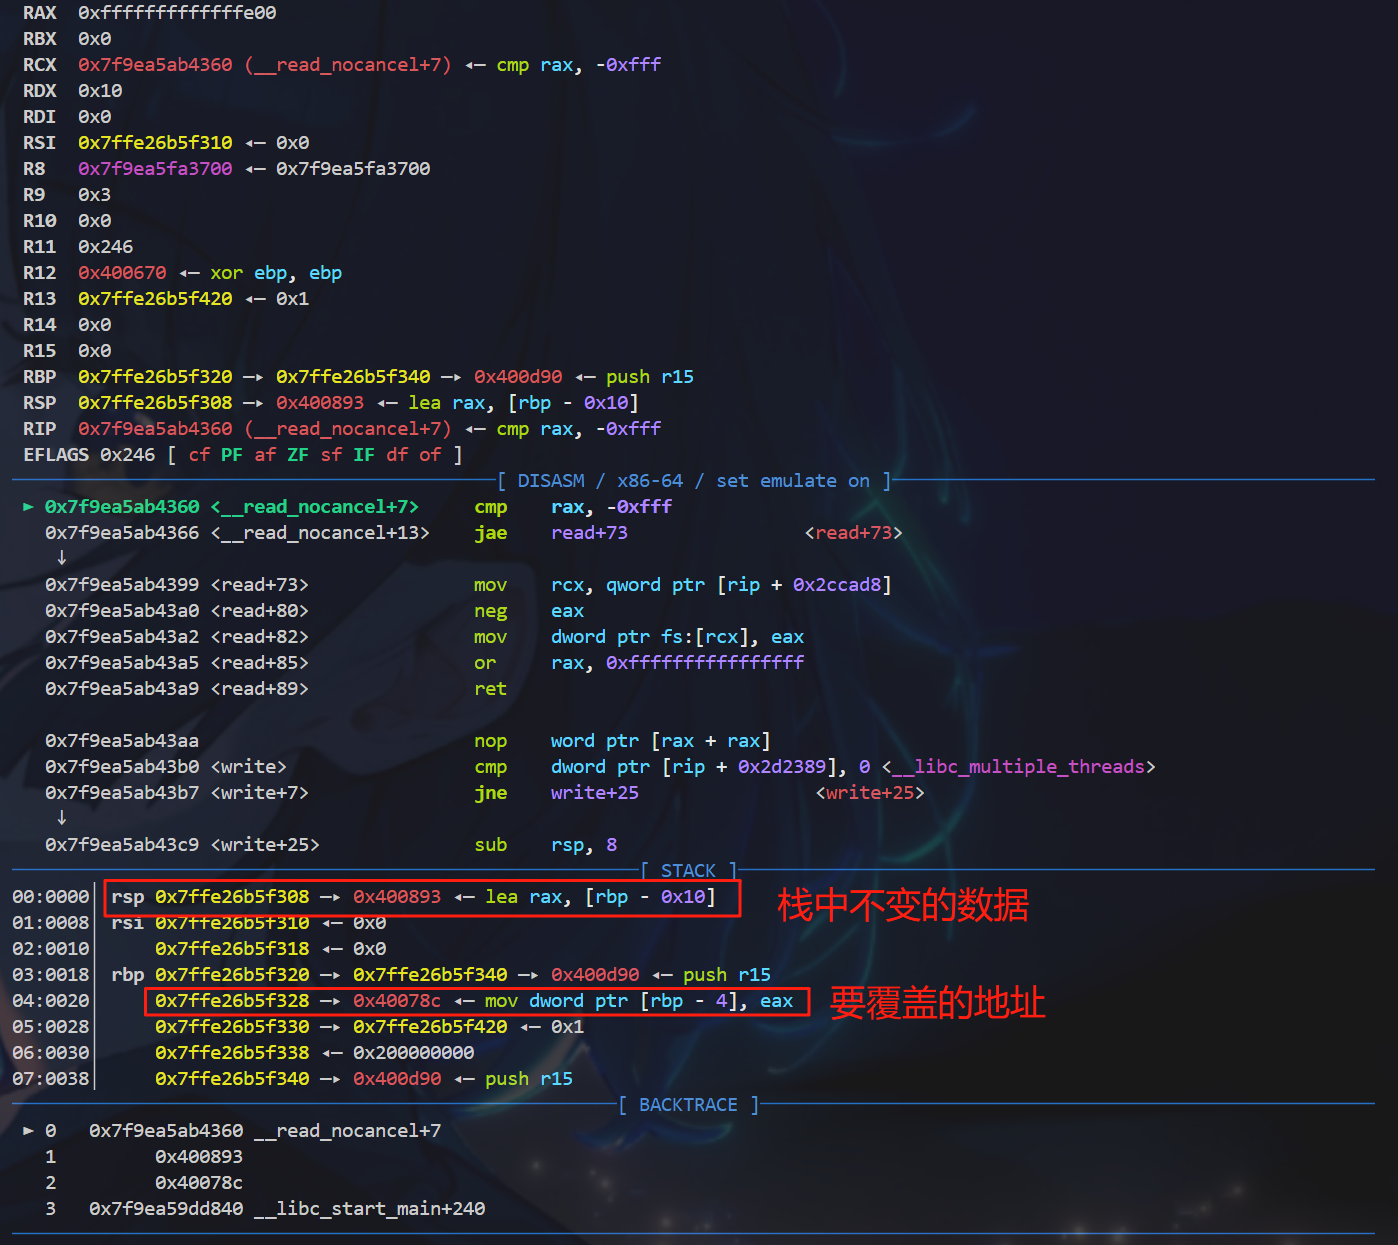 RAX 0xfffffffffffffe00
RBX 0x0
RCX 0x7f9ea5ab4360 (__read_nocancel+7) ◂— cmp rax, -0xfff
RDX 0x10
RDI 0x0
RSI 0x7ffe26b5f310 ◂— 0x0
R8 0x7f9ea5fa3700 ◂— 0x7f9ea5fa3700
R9 0x3
R10 0x0
R11 0x246
R12 0x400670 ◂— xor ebp, ebp
R13 0x7ffe26b5f420 ◂— 0x1
R14 0x0
R15 0x0
RBP 0x7ffe26b5f320 —▸ 0x7ffe26b5f340 —▸ 0x400d90 ◂— push r15
RSP 0x7ffe26b5f308 —▸ 0x400893 ◂— lea rax, [rbp - 0x10]
RIP 0x7f9ea5ab4360 (__read_nocancel+7) ◂— cmp rax, -0xfff
EFLAGS 0x246 [ cf PF af ZF sf IF df of ]
[ DISASM / x86-64 / set emulate on ]
► 0x7f9ea5ab4360 <__read_nocancel+7> cmp rax, -0xfff
0x7f9ea5ab4366 <__read_nocancel+13> jae read+73 <read+73>
↓
0x7f9ea5ab4399 <read+73> mov rcx, qword ptr [rip + 0x2ccad8]
0x7f9ea5ab43a0 <read+80> neg eax
0x7f9ea5ab43a2 <read+82> mov dword ptr fs:[rcx], eax
0x7f9ea5ab43a5 <read+85> or rax, 0xffffffffffffffff
0x7f9ea5ab43a9 <read+89> ret
0x7f9ea5ab43aa nop word ptr [rax + rax]
0x7f9ea5ab43b0 <write> cmp dword ptr [rip + 0x2d2389], 0 <__libc_multiple_threads>
0x7f9ea5ab43b7 <write+7> jne write+25 <write+25>
↓
0x7f9ea5ab43c9 <write+25> sub rsp, 8
[ STACK ]
00:0000│ rsp 0x7ffe26b5f308 —▸ 0x400893 ◂— lea rax, [rbp - 0x10] 栈中不变的数据
01:0008│ rsi 0x7ffe26b5f310 ◂— 0x0
02:0010│ 0x7ffe26b5f318 ◂— 0x0
03:0018│ rbp 0x7ffe26b5f320 —▸ 0x7ffe26b5f340 —▸ 0x400d90 ◂— push r15
04:0020│ 0x7ffe26b5f328 —▸ 0x40078c ◂— mov dword ptr [rbp - 4], eax 要覆盖的地址
05:0028│ 0x7ffe26b5f330 —▸ 0x7ffe26b5f420 ◂— 0x1
06:0030│ 0x7ffe26b5f338 ◂— 0x200000000
07:0038│ 0x7ffe26b5f340 —▸ 0x400d90 ◂— push r15
[ BACKTRACE ]
► 0 0x7f9ea5ab4360 __read_nocancel+7
1 0x400893
2 0x40078c
3 0x7f9ea59dd840 __libc_start_main+240